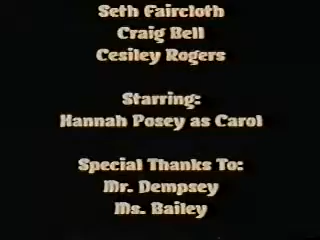 Seth Faircloth
Craig Bell
Cesiley Rogers
Starring:
Hannah Posey as Carol
Special Thanks To:
Mr. Dempsey
Ms. Bailey